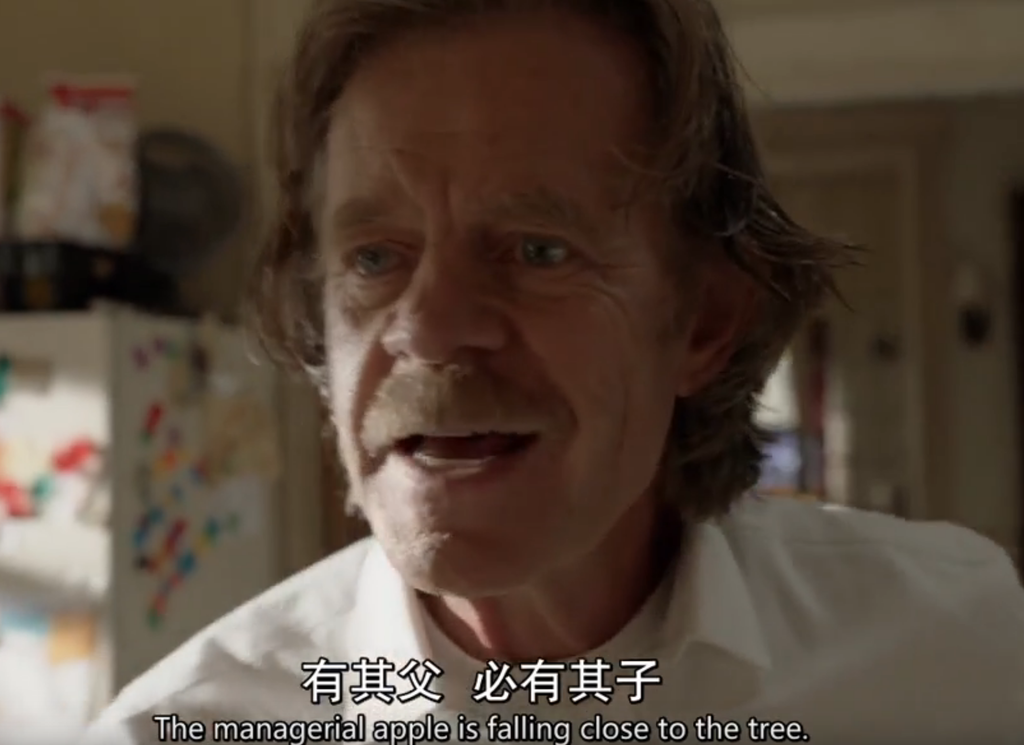 有其父 必有其子
The managerial apple is falling close to the tree.